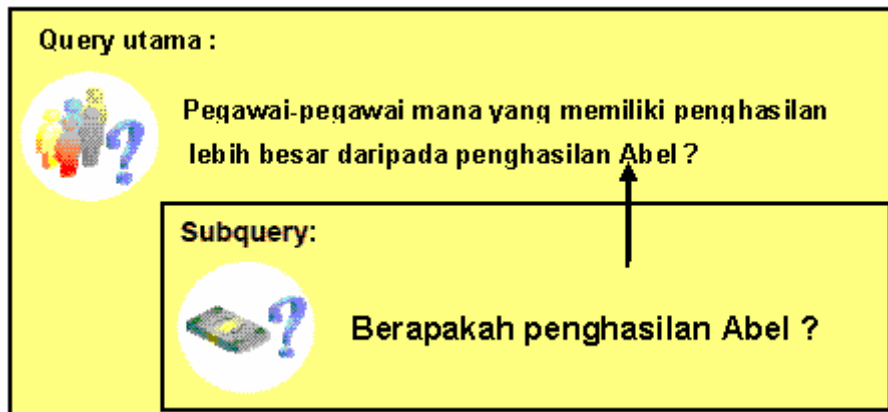 Query utama :
Pegawai-pegawai mana yang memiliki penghasilan
lebih besar daripada penghasilan Abel ?
Subquery:
Berapakah penghasilan Abel ?